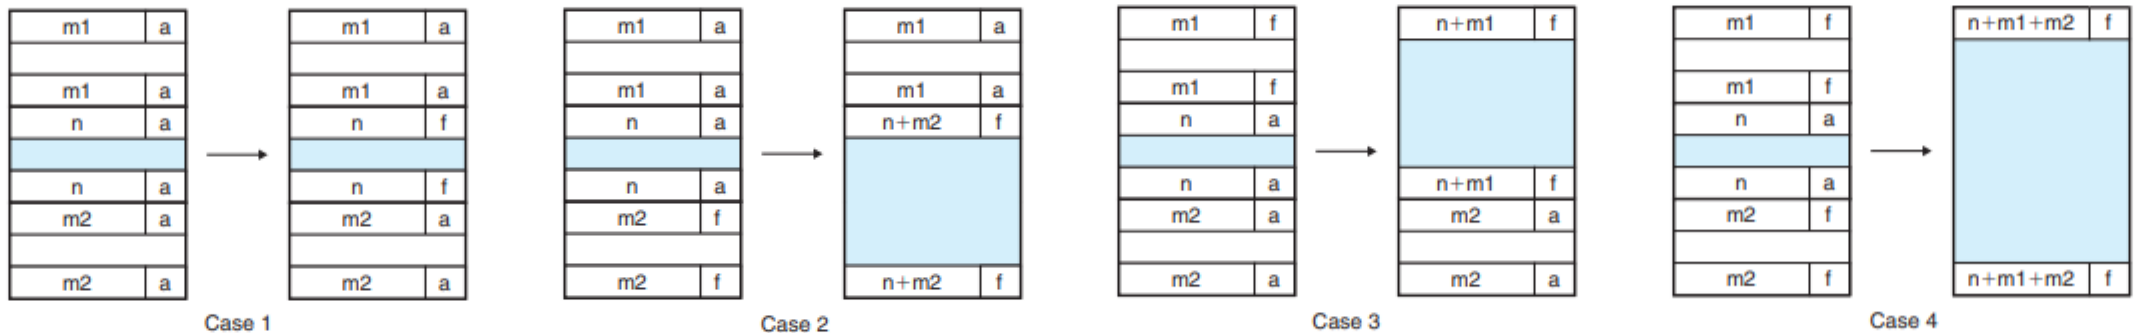 m1 a
m1 a
n a
n a
m2 a
m2 a
m1 a
m1 a
n f
n f
m2 a
m2 a
Case 1
m1 a
m1 a
n a
n a
m2 f
m2 f
m1 a
m1 a
n+m2 f
n+m2 f
Case 2
m1 f
m1 f
n a
n a
m2 a
m2 a
n+m1 f
n+m1 f
m2 a
m2 a
Case 3
m1 f
m1 f
n a
n a
m2 f
m2 f
n+m1+m2 f
n+m1+m2 f
Case 4